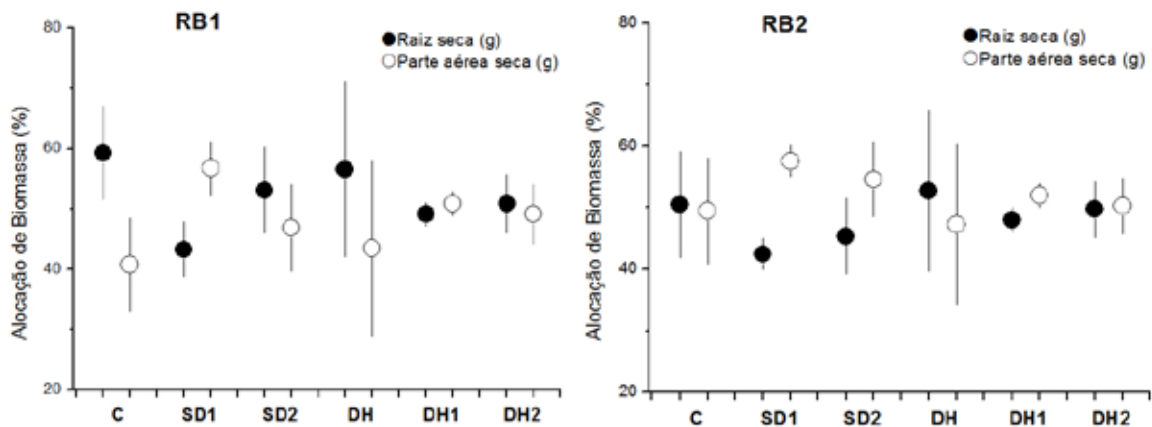 RB1
Raiz seca (g)
Parte aérea seca (g)
Alocação de Biomassa (%)
80
60
40
20
C SD1 SD2 DH DH1 DH2
RB2
Raiz seca (g)
Parte aérea seca (g)
Alocação de Biomassa (%)
80
60
40
20
C SD1 SD2 DH DH1 DH2